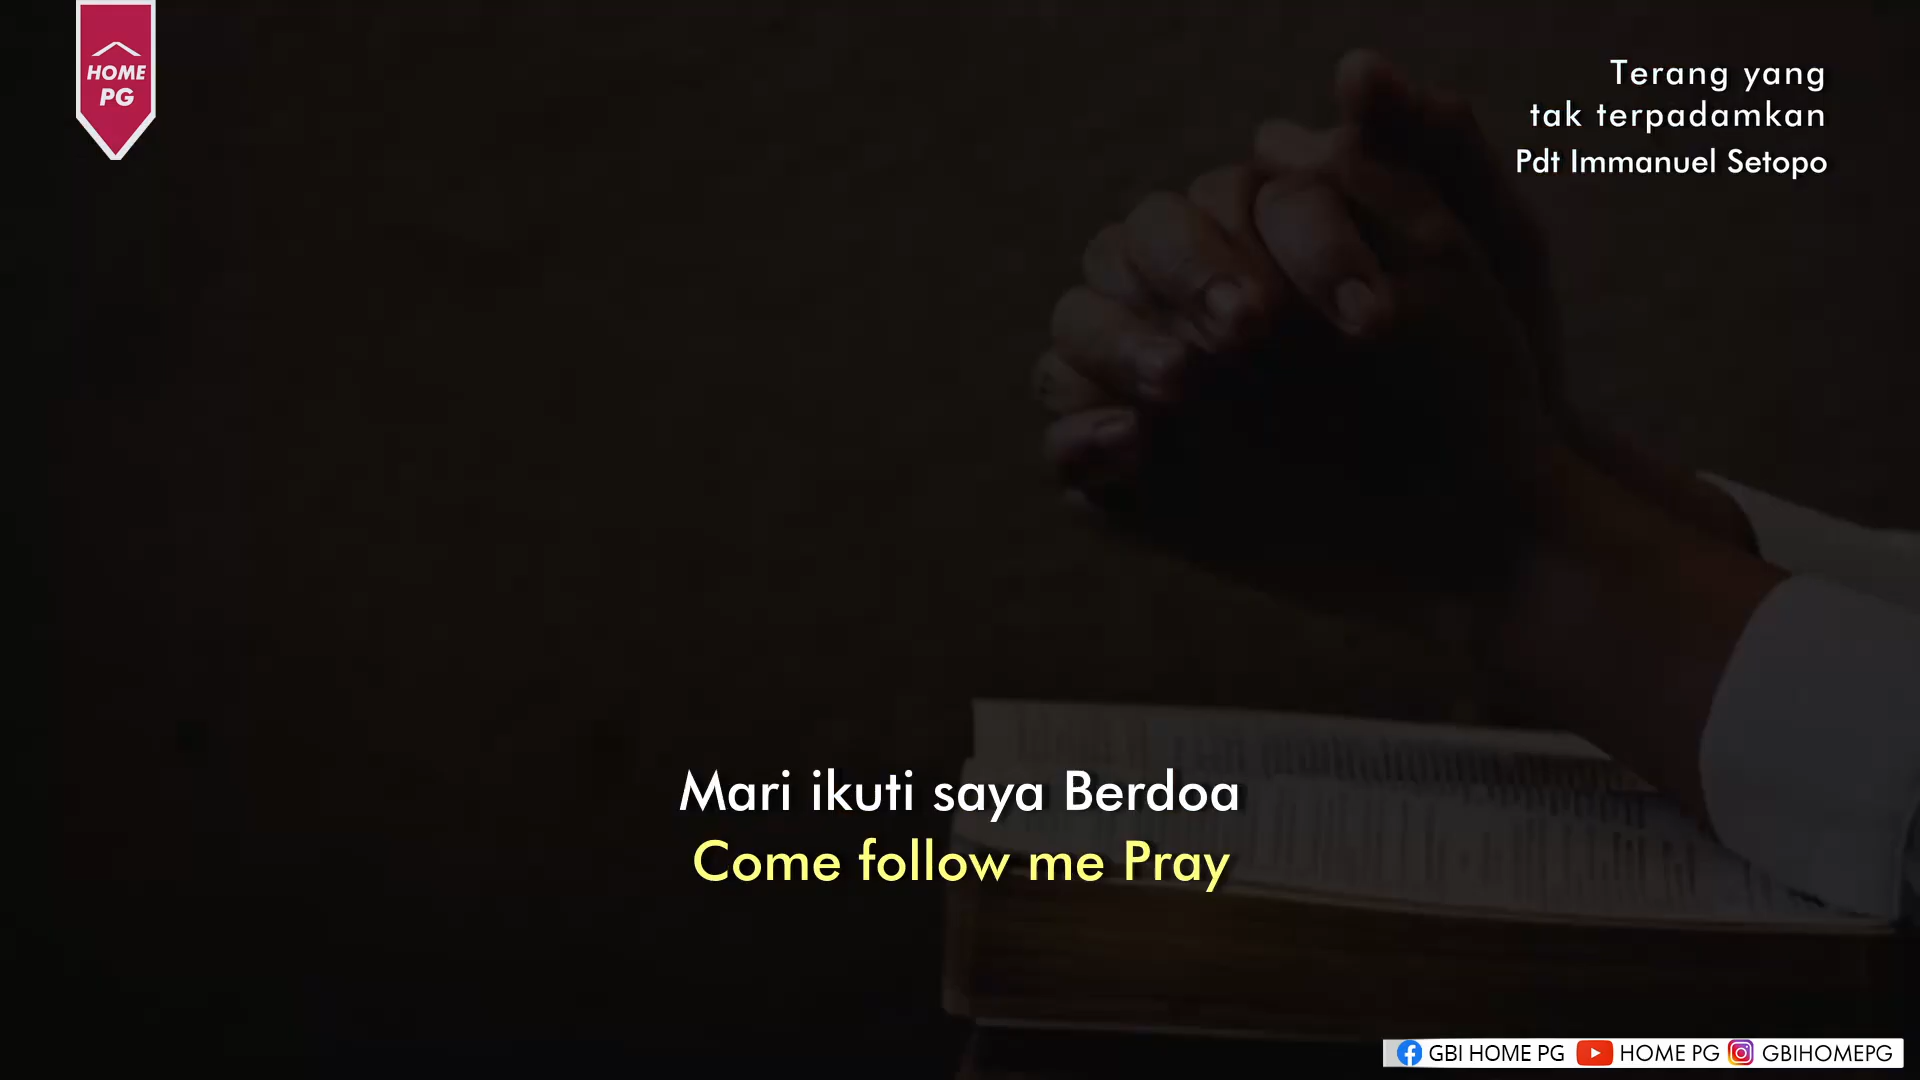 HOME
PG
Terang yang
tak terpadamkan
Pdt Immanuel Setopo
Mari ikuti saya Berdoa
Come follow me Pray
GBI HOME PG HOME PG GBIHOMEPG